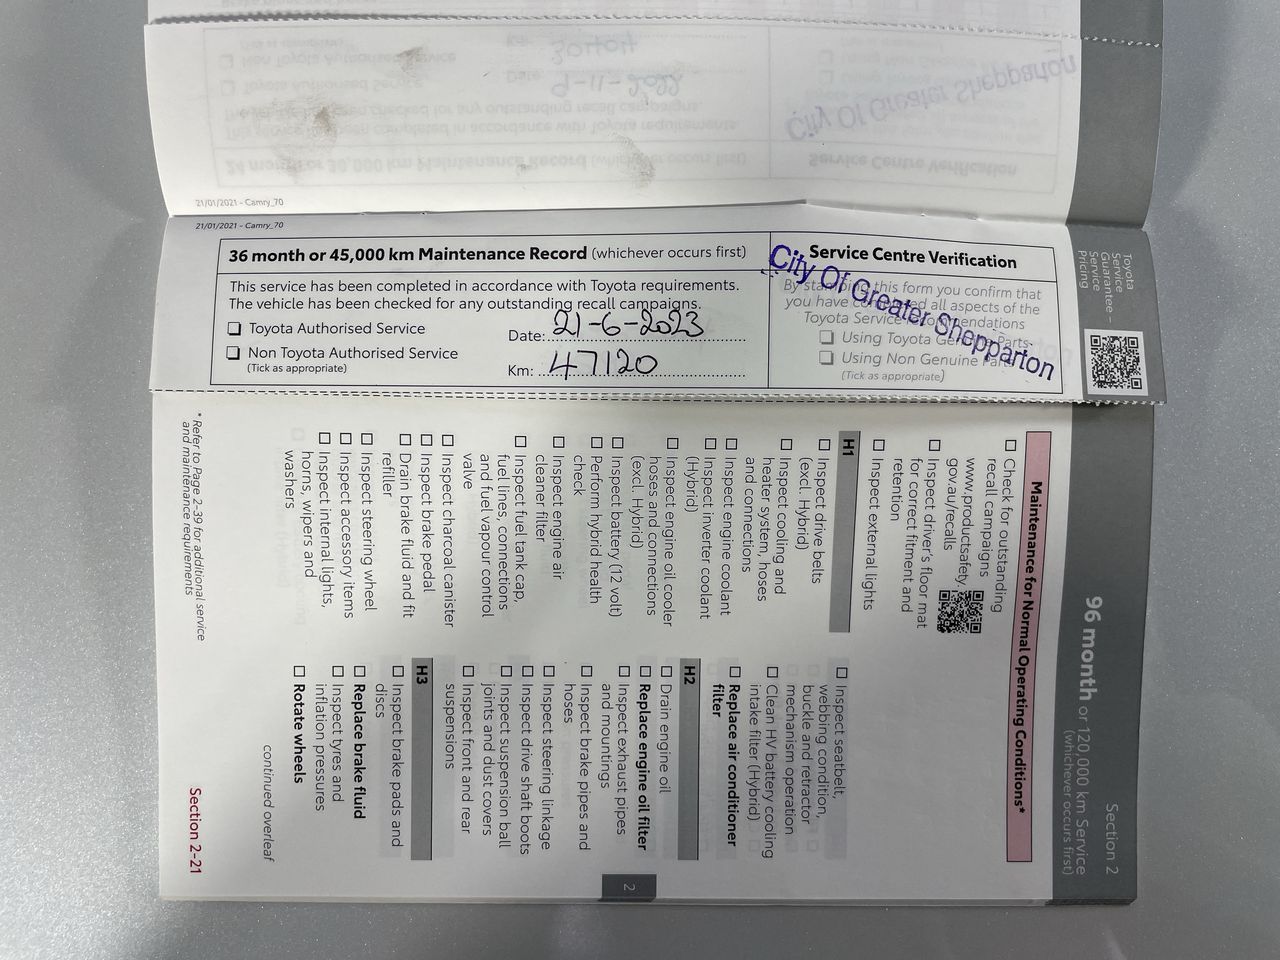 21/01/2021 - Camry_70
21/01/2021 - Camry_70
36 month or 45,000 km Maintenance Record (whichever occurs first)
This service has been completed in accordance with Toyota requirements.
The vehicle has been checked for any outstanding recall campaigns.
❑ Toyota Authorised Service
Date: 21-6-2023
❑ Non Toyota Authorised Service
(Tick as appropriate)
Km: 47120
Service Centre Verification
By stamping this form you confirm that
you have completed all aspects of the
Toyota Service Recommendations
❑ Using Toyota Genuine Parts
❑ Using Non Genuine Parts
(Tick as appropriate)
City Of Greater Shepparton
Toyota
Service
Guarantee –
Service
Pricing
Section 2
96 month or 120,000 km Service
(whichever occurs first)
Maintenance for Normal Operating Conditions*
❑ Check for outstanding
recall campaigns
www.productsafety.
gov.au/recalls
❑ Inspect driver's floor mat
for correct fitment and
retention
❑ Inspect external lights
H1
❑ Inspect drive belts
(excl. Hybrid)
❑ Inspect cooling and
heater system, hoses
and connections
❑ Inspect engine coolant
❑ Inspect inverter coolant
(Hybrid)
❑ Inspect engine oil cooler
hoses and connections
(excl. Hybrid)
❑ Inspect battery (12 volt)
❑ Perform hybrid health
check
❑ Inspect engine air
cleaner filter
❑ Inspect fuel tank cap,
fuel lines, connections
and fuel vapour control
valve
❑ Inspect charcoal canister
❑ Inspect brake pedal
❑ Drain brake fluid and fit
refiller
❑ Inspect steering wheel
❑ Inspect accessory items
❑ Inspect internal lights,
horns, wipers and
washers
❑ Inspect seatbelt,
webbing condition,
buckle and retractor
mechanism operation
❑ Clean HV battery cooling
intake filter (Hybrid)
❑ Replace air conditioner
filter
H2
❑ Drain engine oil
❑ Replace engine oil filter
❑ Inspect exhaust pipes
and mountings
❑ Inspect brake pipes and
hoses
❑ Inspect steering linkage
❑ Inspect drive shaft boots
❑ Inspect suspension ball
joints and dust covers
❑ Inspect front and rear
suspensions
H3
❑ Inspect brake pads and
discs
❑ Replace brake fluid
❑ Inspect tyres and
inflation pressures
❑ Rotate wheels
continued overleaf
* Refer to Page 2-39 for additional service
and maintenance requirements
Section 2-21
2